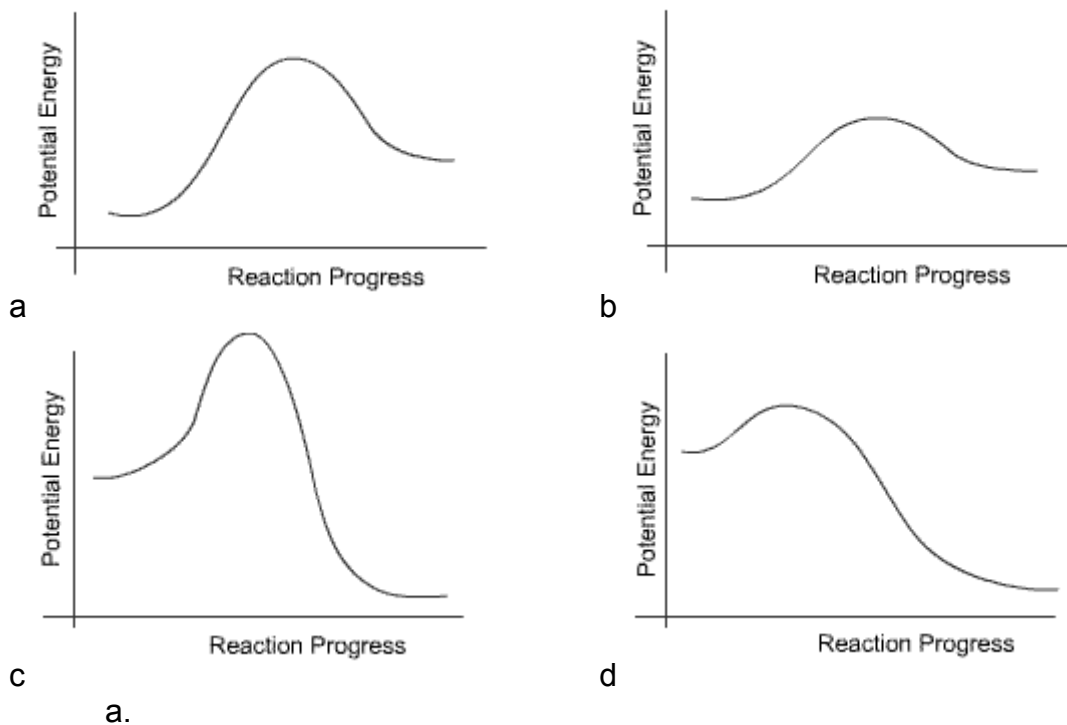 Potential Energy
Reaction Progress
a
Potential Energy
Reaction Progress
b
Potential Energy
Reaction Progress
c
Potential Energy
Reaction Progress
d
a.